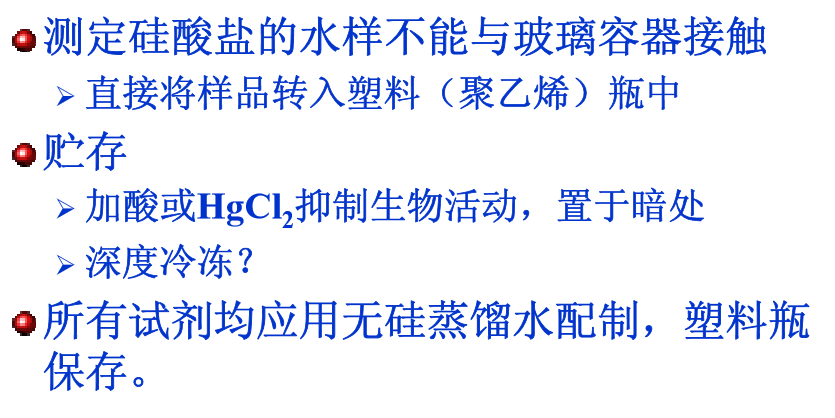 测定硅酸盐的水样不能与玻璃容器接触
直接将样品转入塑料（聚乙烯）瓶中
贮存
加酸或HgCl₂抑制生物活动，置于暗处
深度冷冻？
所有试剂均应用无硅蒸馏水配制，塑料瓶
保存。